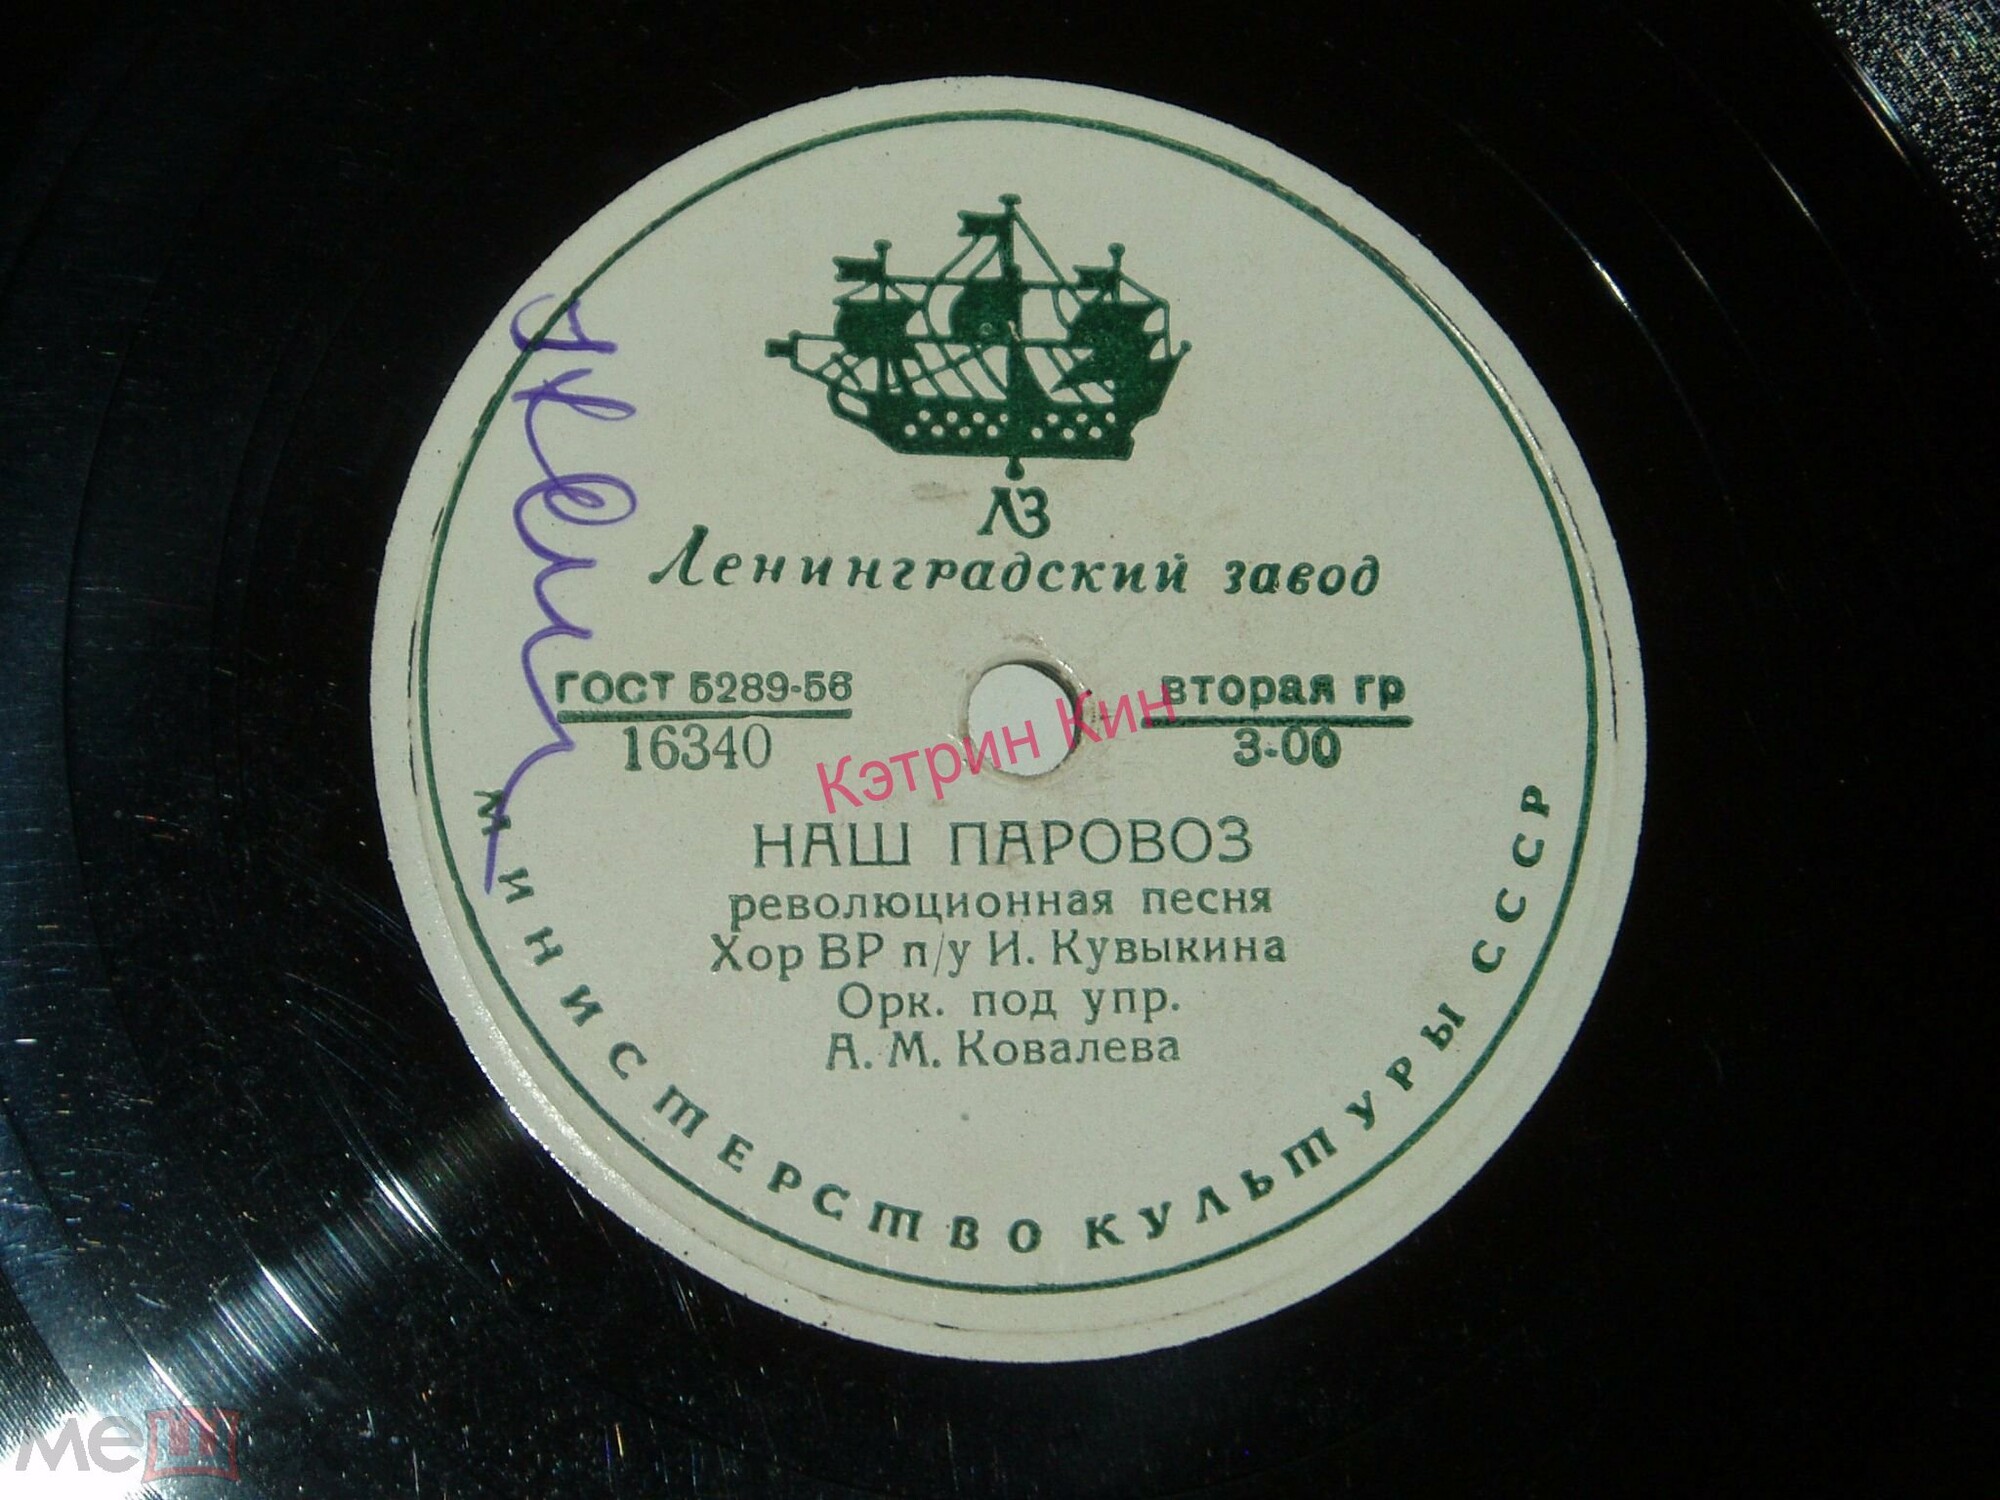 ЛЗ
Ленинградский завод
ГОСТ 5289-56
вторая гр
16340
3-00
Кэтрин Кин
НАШ ПАРОВОЗ
революционная песня
Хор ВР п/у И. Кувыкина
Орк. под упр.
А. М. Ковалева
МИНИСТЕРСТВО КУЛЬТУРЫ СССР
мешок